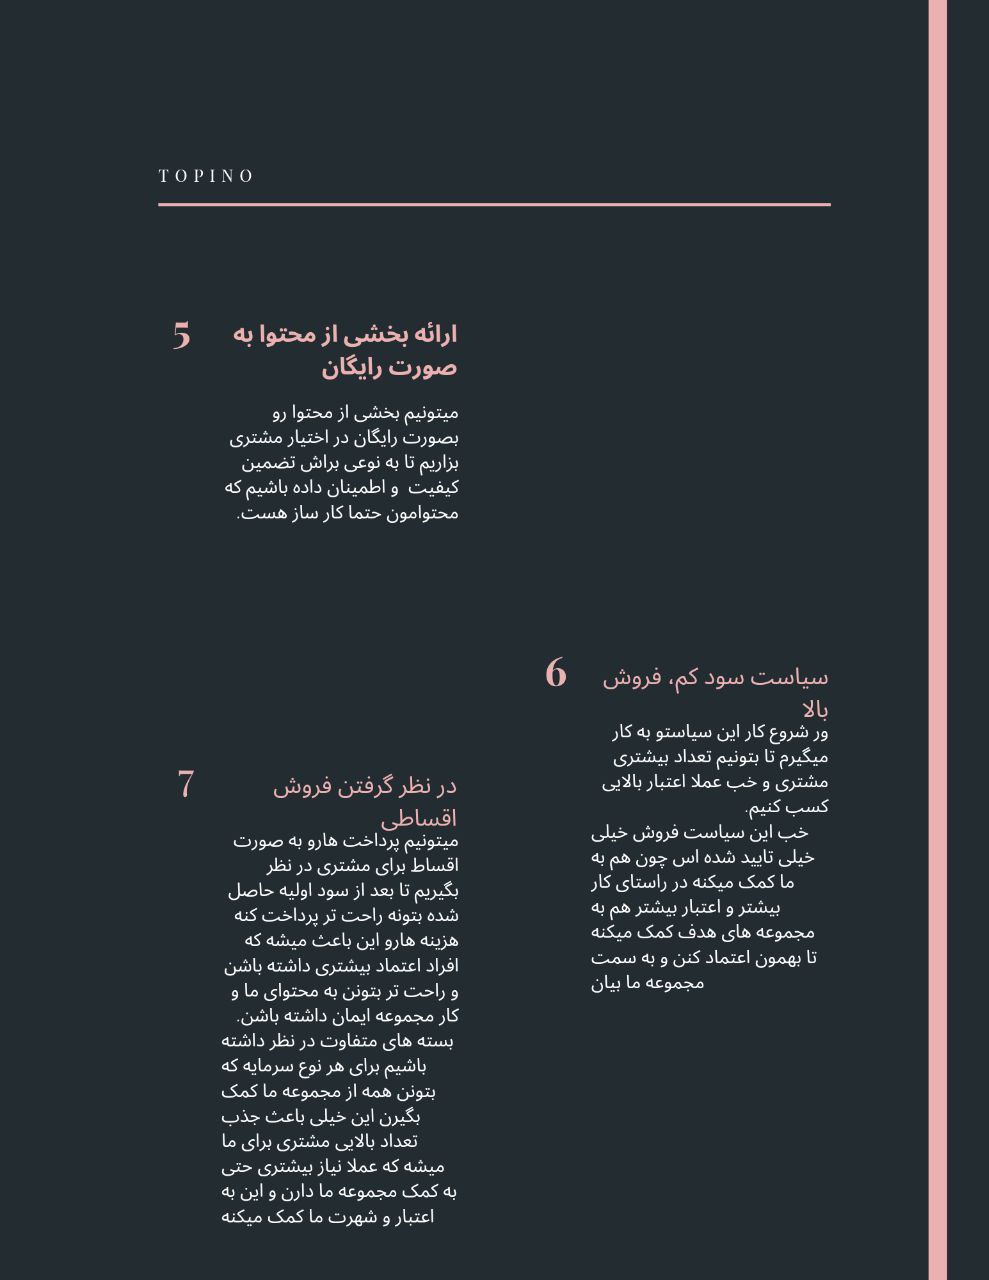 TOPINO
5
ارائه بخشی از محتوا به
صورت رایگان
میتونیم بخشی از محتوا رو
بصورت رایگان در اختیار مشتری
بزاریم تا به نوعی براش تضمین
کیفیت و اطمینان داده باشیم که
محتوامون حتما کار ساز هست.
6
سیاست سود کم، فروش
بالا
ور شروع کار این سیاستو به کار
میگیرم تا بتونیم تعداد بیشتری
مشتری و خب عملا اعتبار بالایی
کسب کنیم.
خب این سیاست فروش خیلی
خیلی تایید شده اس چون هم به
ما کمک میکنه در راستای کار
بیشتر و اعتبار بیشتر هم به
مجموعه های هدف کمک میکنه
تا بهمون اعتماد کنن و به سمت
مجموعه ما بیان
7
در نظر گرفتن فروش
اقساطی
میتونیم پرداخت هارو به صورت
اقساط برای مشتری در نظر
بگیریم تا بعد از سود اولیه حاصل
شده بتونه راحت تر پرداخت کنه
هزینه هارو این باعث میشه که
افراد اعتماد بیشتری داشته باشن
و راحت تر بتونن به محتوای ما و
کار مجموعه ایمان داشته باشن.
بسته های متفاوت در نظر داشته
باشیم برای هر نوع سرمایه که
بتونن همه از مجموعه ما کمک
بگیرن این خیلی باعث جذب
تعداد بالایی مشتری برای ما
میشه که عملا نیاز بیشتری حتی
به کمک مجموعه ما دارن و این به
اعتبار و شهرت ما کمک میکنه